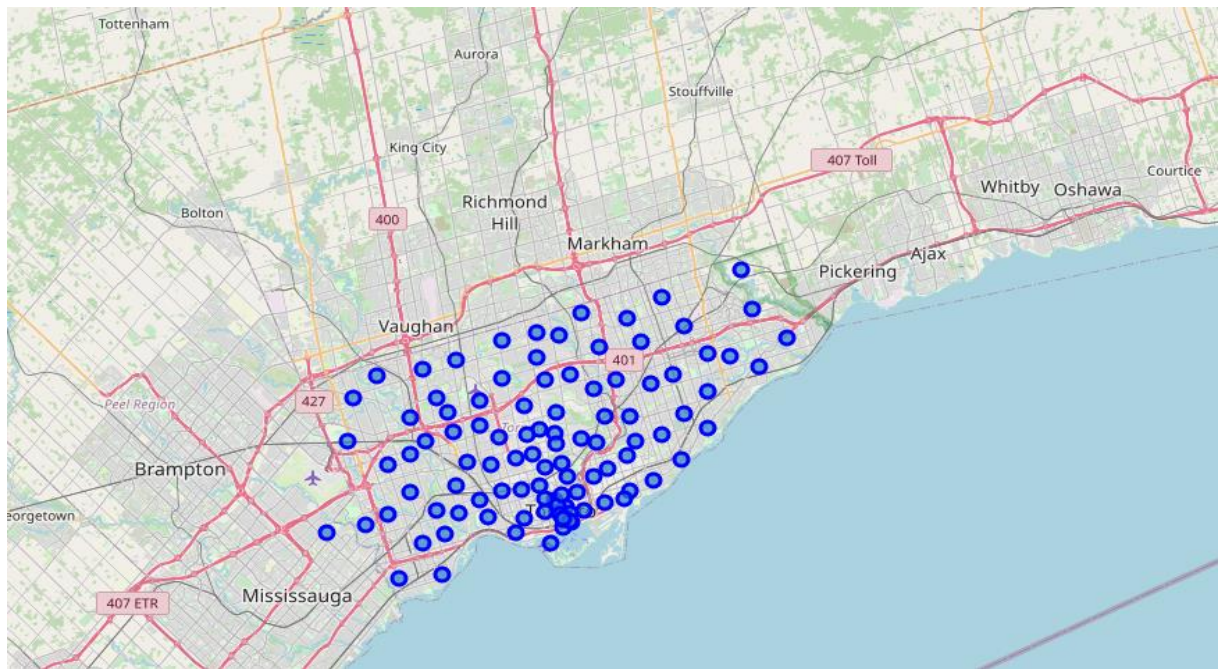 Tottenham
Aurora
Stouffville
King City
407 Toll
Courtice
Whitby
Oshawa
Bolton
400
Richmond
Hill
Markham
Ajax
Pickering
Vaughan
401
427
Peel Region
Brampton
eorgetown
Mississauga
407 ETR